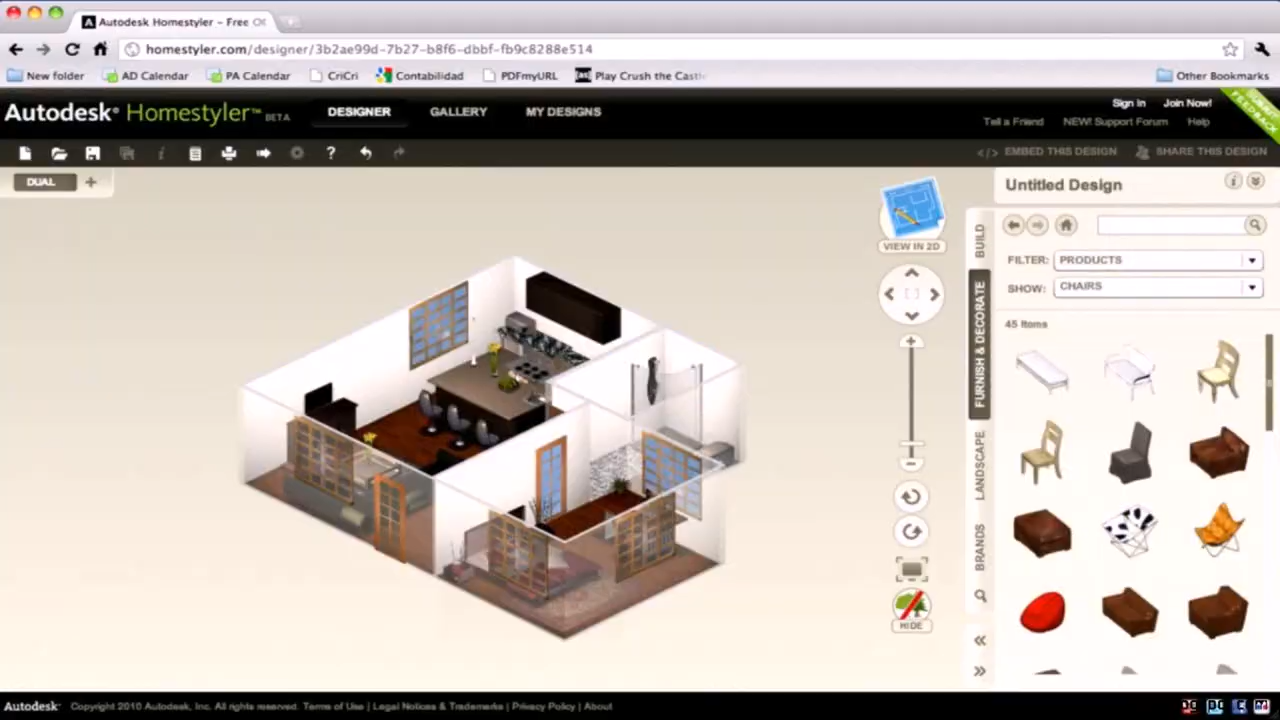 Autodesk Homestyler – Free
homestyler.com/designer/3b2ae99d-7b27-b8f6-dbbf-fb9c8288e514
New folder AD Calendar PA Calendar CriCri Contabilidad PDFmyURL Play Crush the Castle Other Bookmarks
Autodesk® Homestyler™ BETA DESIGNER GALLERY MY DESIGNS Sign In Join Now!
Tell a Friend NEW! Support Forum Help
FEEDBACK
? </> EMBED THIS DESIGN SHARE THIS DESIGN
DUAL +
Untitled Design
VIEW IN 2D
BUILD
FURNISH & DECORATE
LANDSCAPE
BRANDS
FILTER: PRODUCTS
SHOW: CHAIRS
45 Items
HIDE
Autodesk® Copyright 2010 Autodesk, Inc. All rights reserved. Terms of Use | Legal Notices & Trademarks | Privacy Policy | About